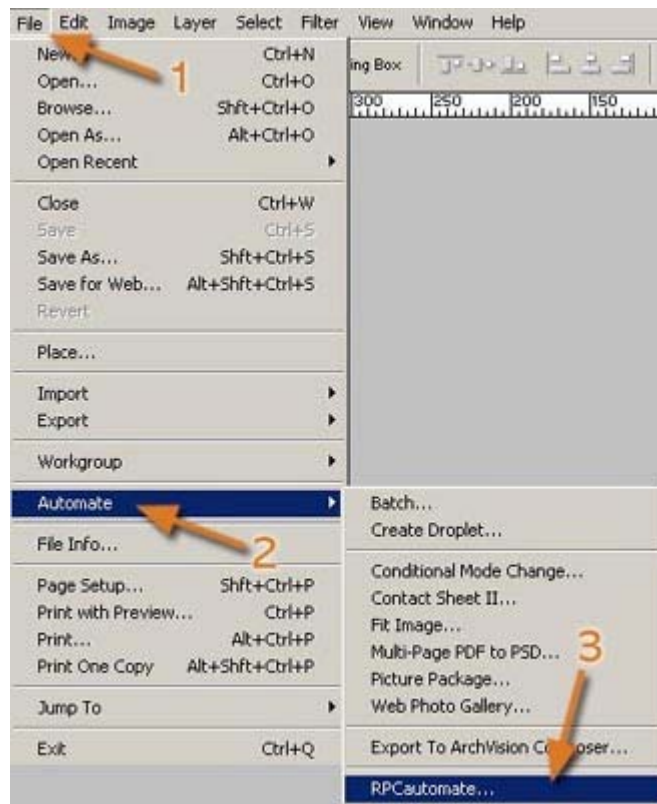 File Edit Image Layer Select Filter View Window Help
1
ing Box
300 250 200 150
New Ctrl+N
Open... Ctrl+O
Browse... Shft+Ctrl+O
Open As... Alt+Ctrl+O
Open Recent
Close Ctrl+W
Save Ctrl+S
Save As... Shft+Ctrl+S
Save for Web... Alt+Shft+Ctrl+S
Revert
Place...
Import
Export
Workgroup
Automate
2
File Info...
Page Setup... Shft+Ctrl+P
Print with Preview... Ctrl+P
Print... Alt+Ctrl+P
Print One Copy Alt+Shft+Ctrl+P
Jump To
Exit Ctrl+Q
Batch...
Create Droplet...
Conditional Mode Change...
Contact Sheet II...
Fit Image...
Multi-Page PDF to PSD...
3
Picture Package...
Web Photo Gallery...
Export To ArchVision
RPCautomate...